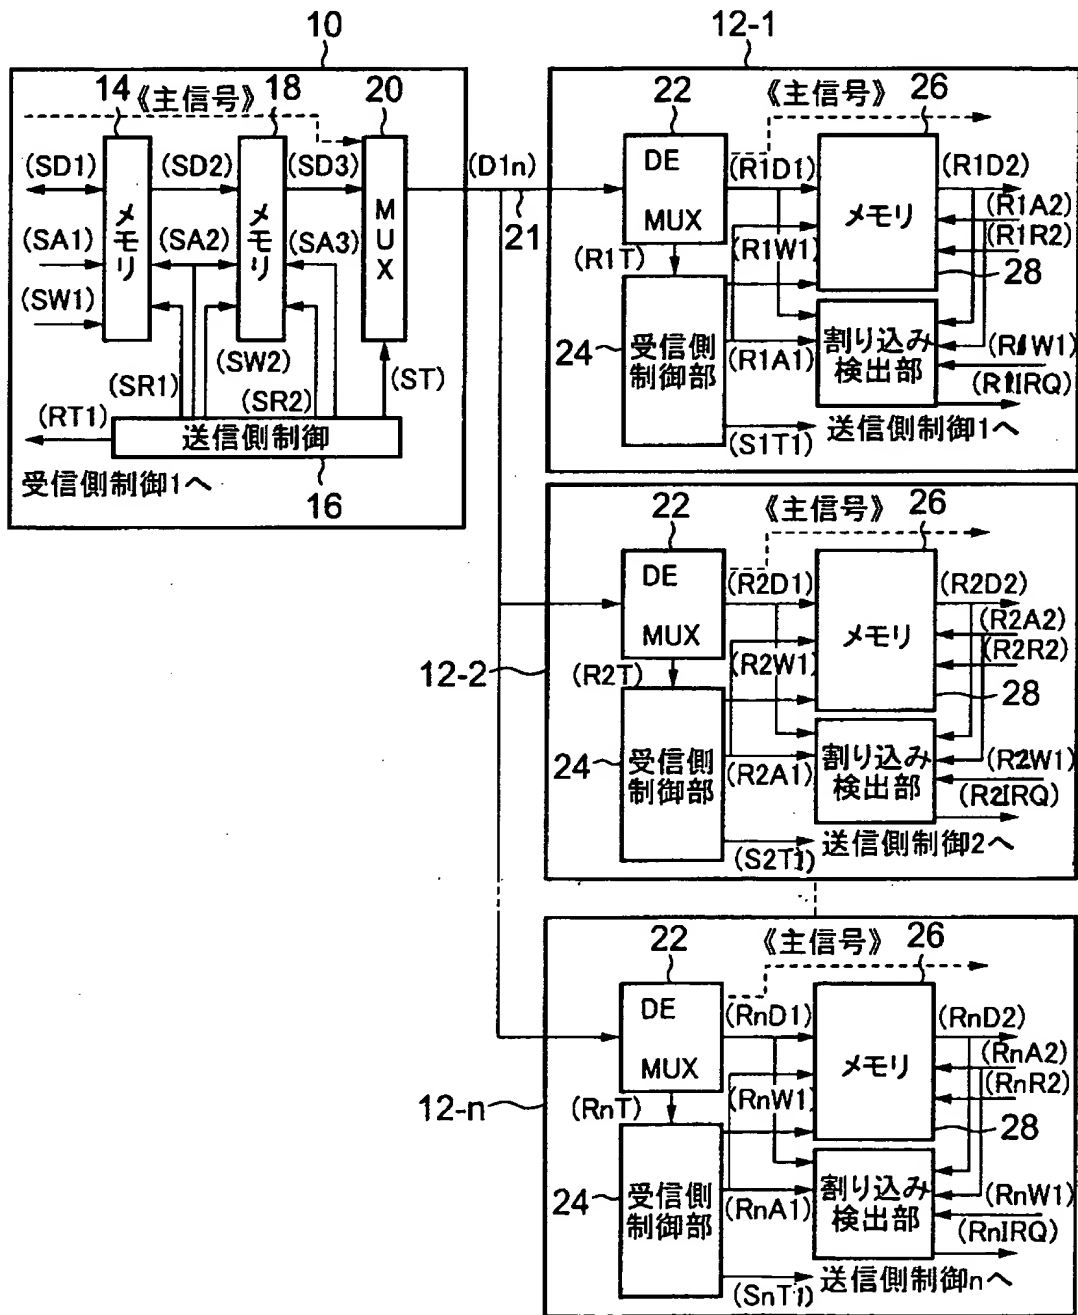 10
14
《主信号》
18
20
(SD1)
(SD2)
(SD3)
メモリ
メモリ
MUX
(SA1)
(SA2)
(SA3)
(SW1)
(SR1)
(SW2)
(SR2)
(ST)
(RT1)
送信側制御
受信側制御1へ
16
(D1n)
21
12-1
22
《主信号》
26
DE
MUX
(R1D1)
メモリ
(R1D2)
(R1A2)
(R1R2)
(R1T)
(R1W1)
28
24
受信側
制御部
(R1A1)
割り込み
検出部
(R1W1)
(R1IRQ)
(S1T1)
送信側制御1へ
12-2
22
《主信号》
26
DE
MUX
(R2D1)
メモリ
(R2D2)
(R2A2)
(R2R2)
(R2T)
(R2W1)
28
24
受信側
制御部
(R2A1)
割り込み
検出部
(R2W1)
(R2IRQ)
(S2T1)
送信側制御2へ
12-n
22
《主信号》
26
DE
MUX
(RnD1)
メモリ
(RnD2)
(RnA2)
(RnR2)
(RnT)
(RnW1)
28
24
受信側
制御部
(RnA1)
割り込み
検出部
(RnW1)
(RnIRQ)
(SnT1)
送信側制御nへ